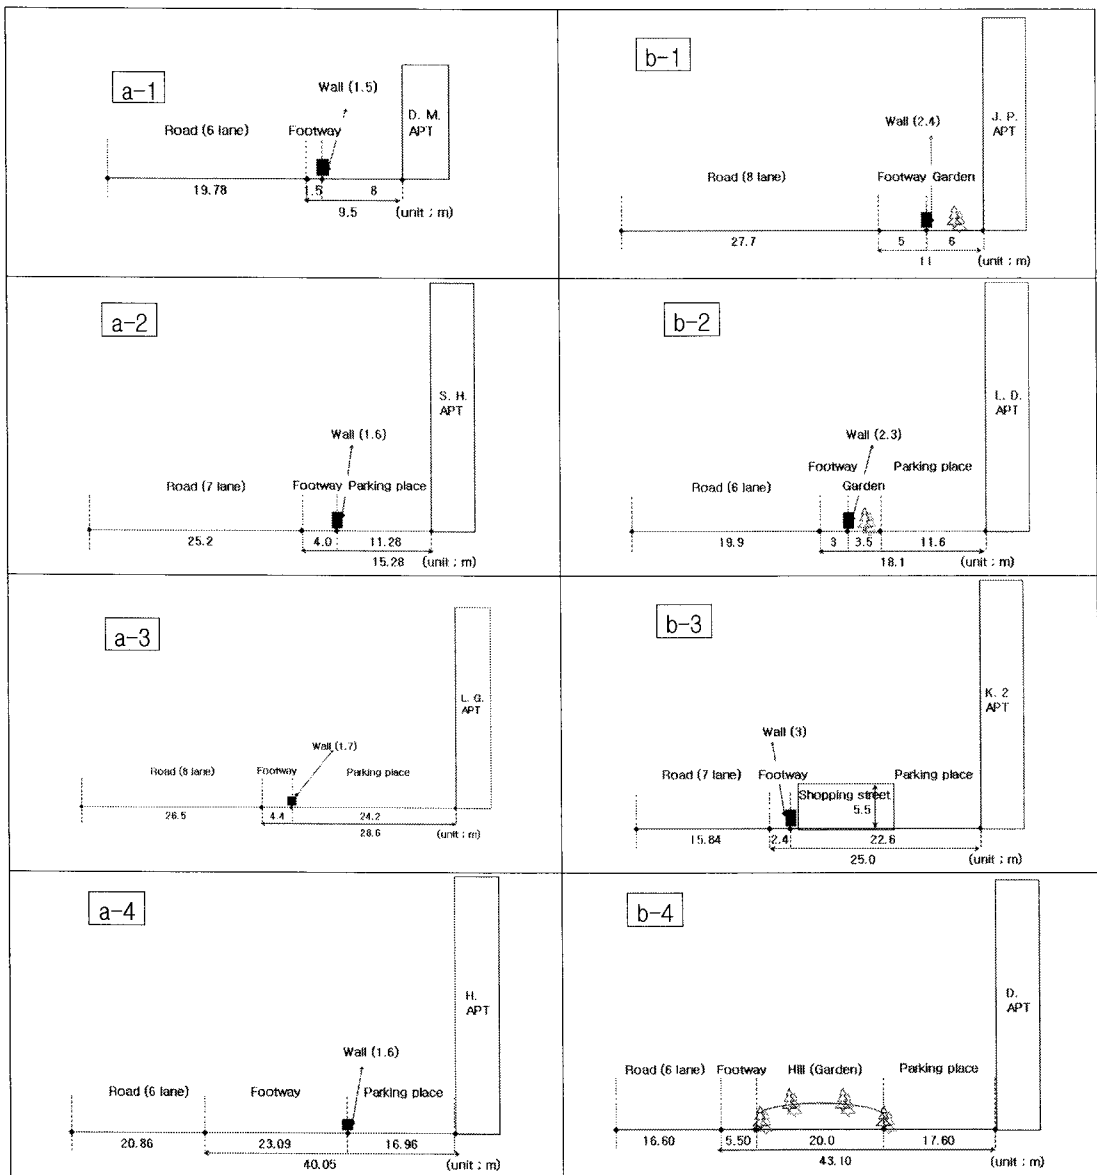 a-1
Wall (1.5)
D. M.
APT
Road (6 lane)
Footway
19.78
1.5
8
9.5
(unit : m)
b-1
Wall (2.4)
J. P.
APT
Road (8 lane)
Footway
Garden
27.7
5
6
11
(unit : m)
a-2
S. H.
APT
Wall (1.6)
Road (7 lane)
Footway
Parking place
25.2
4.0
11.28
15.28
(unit : m)
b-2
L. D.
APT
Wall (2.3)
Footway
Parking place
Road (6 lane)
Garden
19.9
3
3.5
11.6
18.1
(unit : m)
a-3
L. G.
APT
Wall (1.7)
Road (8 lane)
Footway
Parking place
26.5
4.4
24.2
28.6
(unit : m)
b-3
K. 2
APT
Wall (3)
Road (7 lane)
Footway
Parking place
Shopping street
5.5
15.84
2.4
22.6
25.0
(unit : m)
a-4
H.
APT
Wall (1.6)
Road (6 lane)
Footway
Parking place
20.86
23.09
16.96
40.05
(unit : m)
b-4
D.
APT
Road (6 lane)
Footway
Hill (Garden)
Parking place
16.60
5.50
20.0
17.60
43.10
(unit : m)